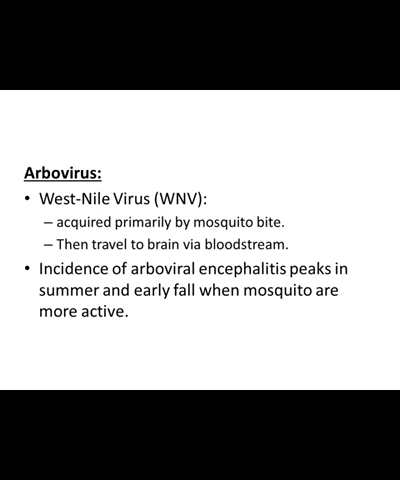 Arbovirus:
• West-Nile Virus (WNV):
– acquired primarily by mosquito bite.
– Then travel to brain via bloodstream.
• Incidence of arboviral encephalitis peaks in
summer and early fall when mosquito are
more active.